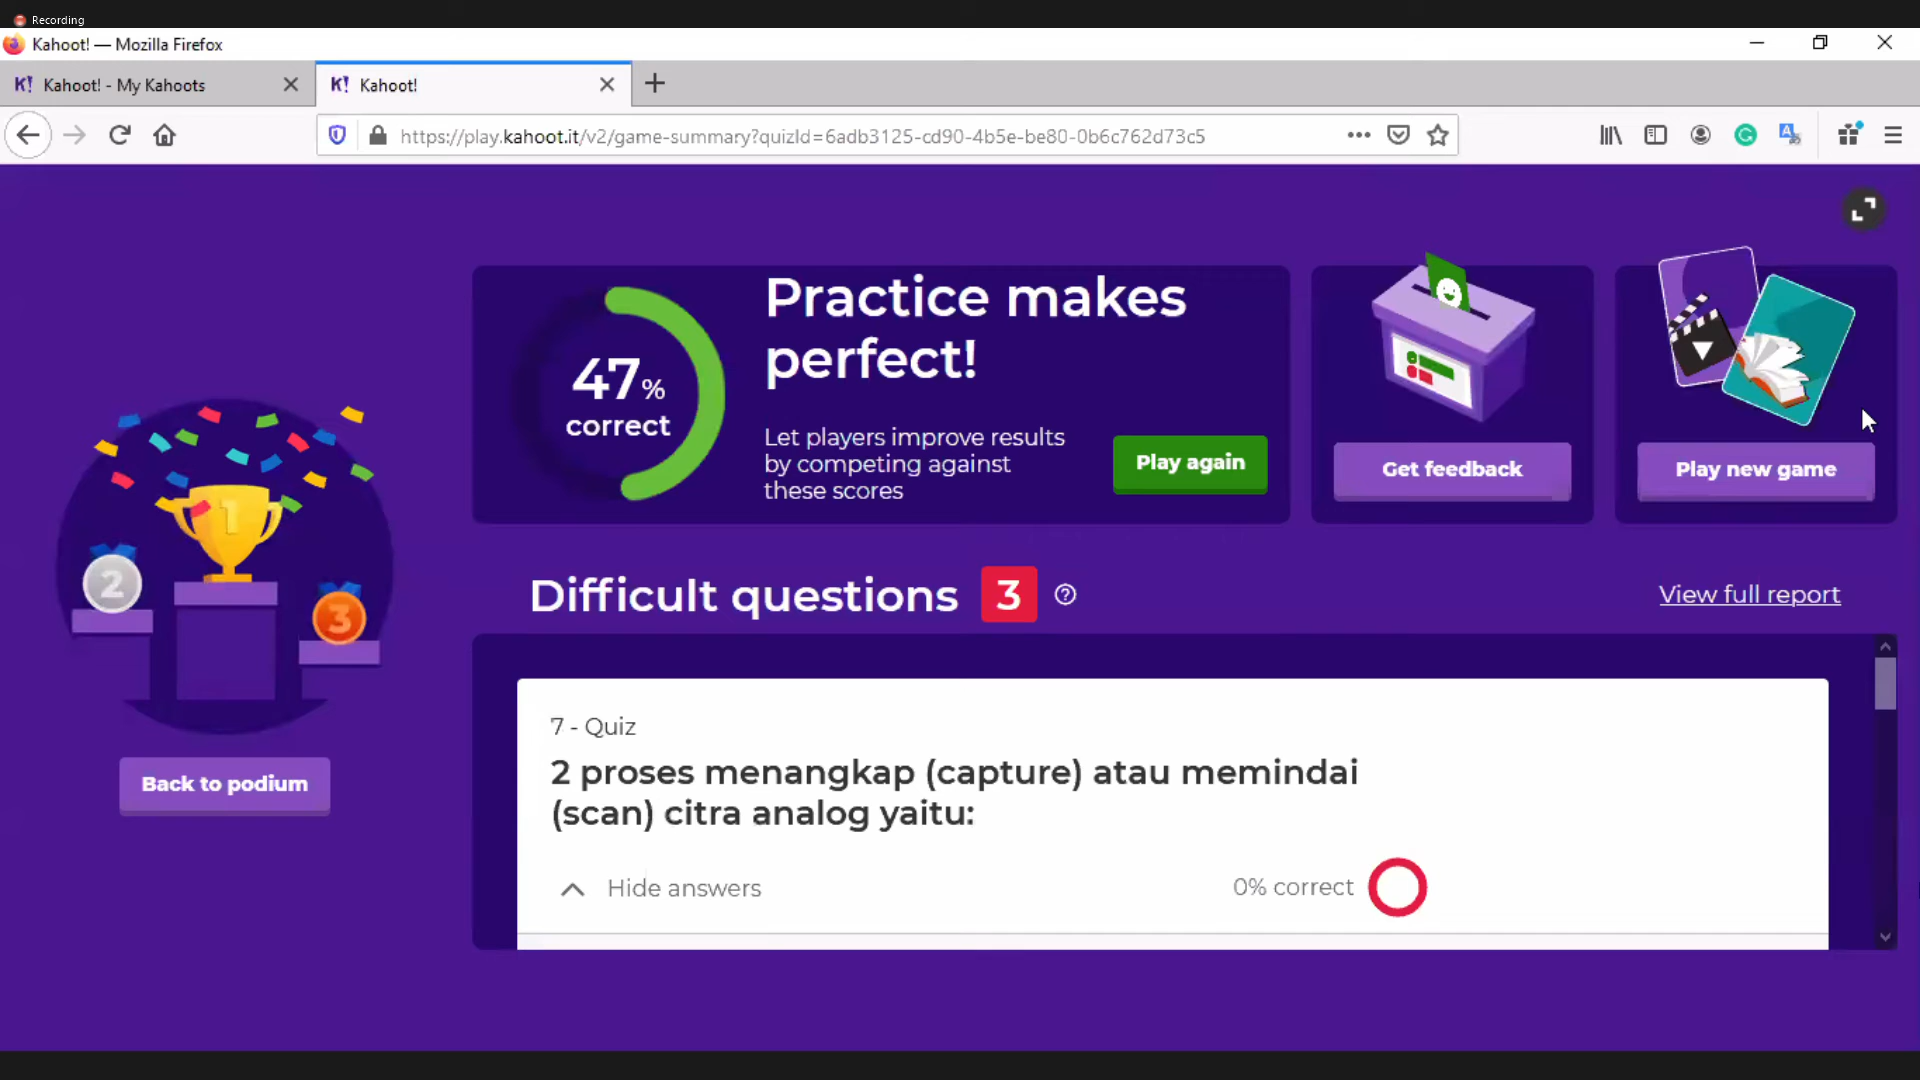 Recording
Kahoot! — Mozilla Firefox
K! Kahoot! - My Kahoots
K! Kahoot!
https://play.kahoot.it/v2/game-summary?quizId=6adb3125-cd90-4b5e-be80-0b6c762d73c5
47%
correct
Practice makes
perfect!
Let players improve results
by competing against
these scores
Play again
Get feedback
Play new game
1
2
3
Back to podium
Difficult questions 3
View full report
7 - Quiz
2 proses menangkap (capture) atau memindai
(scan) citra analog yaitu:
Hide answers
0% correct